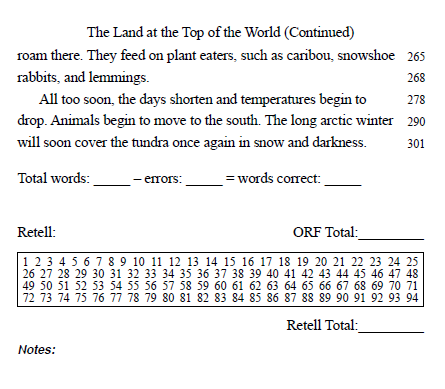 The Land at the Top of the World (Continued)
roam there. They feed on plant eaters, such as caribou, snowshoe 265
rabbits, and lemmings. 268
All too soon, the days shorten and temperatures begin to 278
drop. Animals begin to move to the south. The long arctic winter 290
will soon cover the tundra once again in snow and darkness. 301
Total words: _____ – errors: _____ = words correct: _____
Retell: ORF Total:_________
1 2 3 4 5 6 7 8 9 10 11 12 13 14 15 16 17 18 19 20 21 22 23 24 25
26 27 28 29 30 31 32 33 34 35 36 37 38 39 40 41 42 43 44 45 46 47 48
49 50 51 52 53 54 55 56 57 58 59 60 61 62 63 64 65 66 67 68 69 70 71
72 73 74 75 76 77 78 79 80 81 82 83 84 85 86 87 88 89 90 91 92 93 94
Retell Total:_________
Notes: